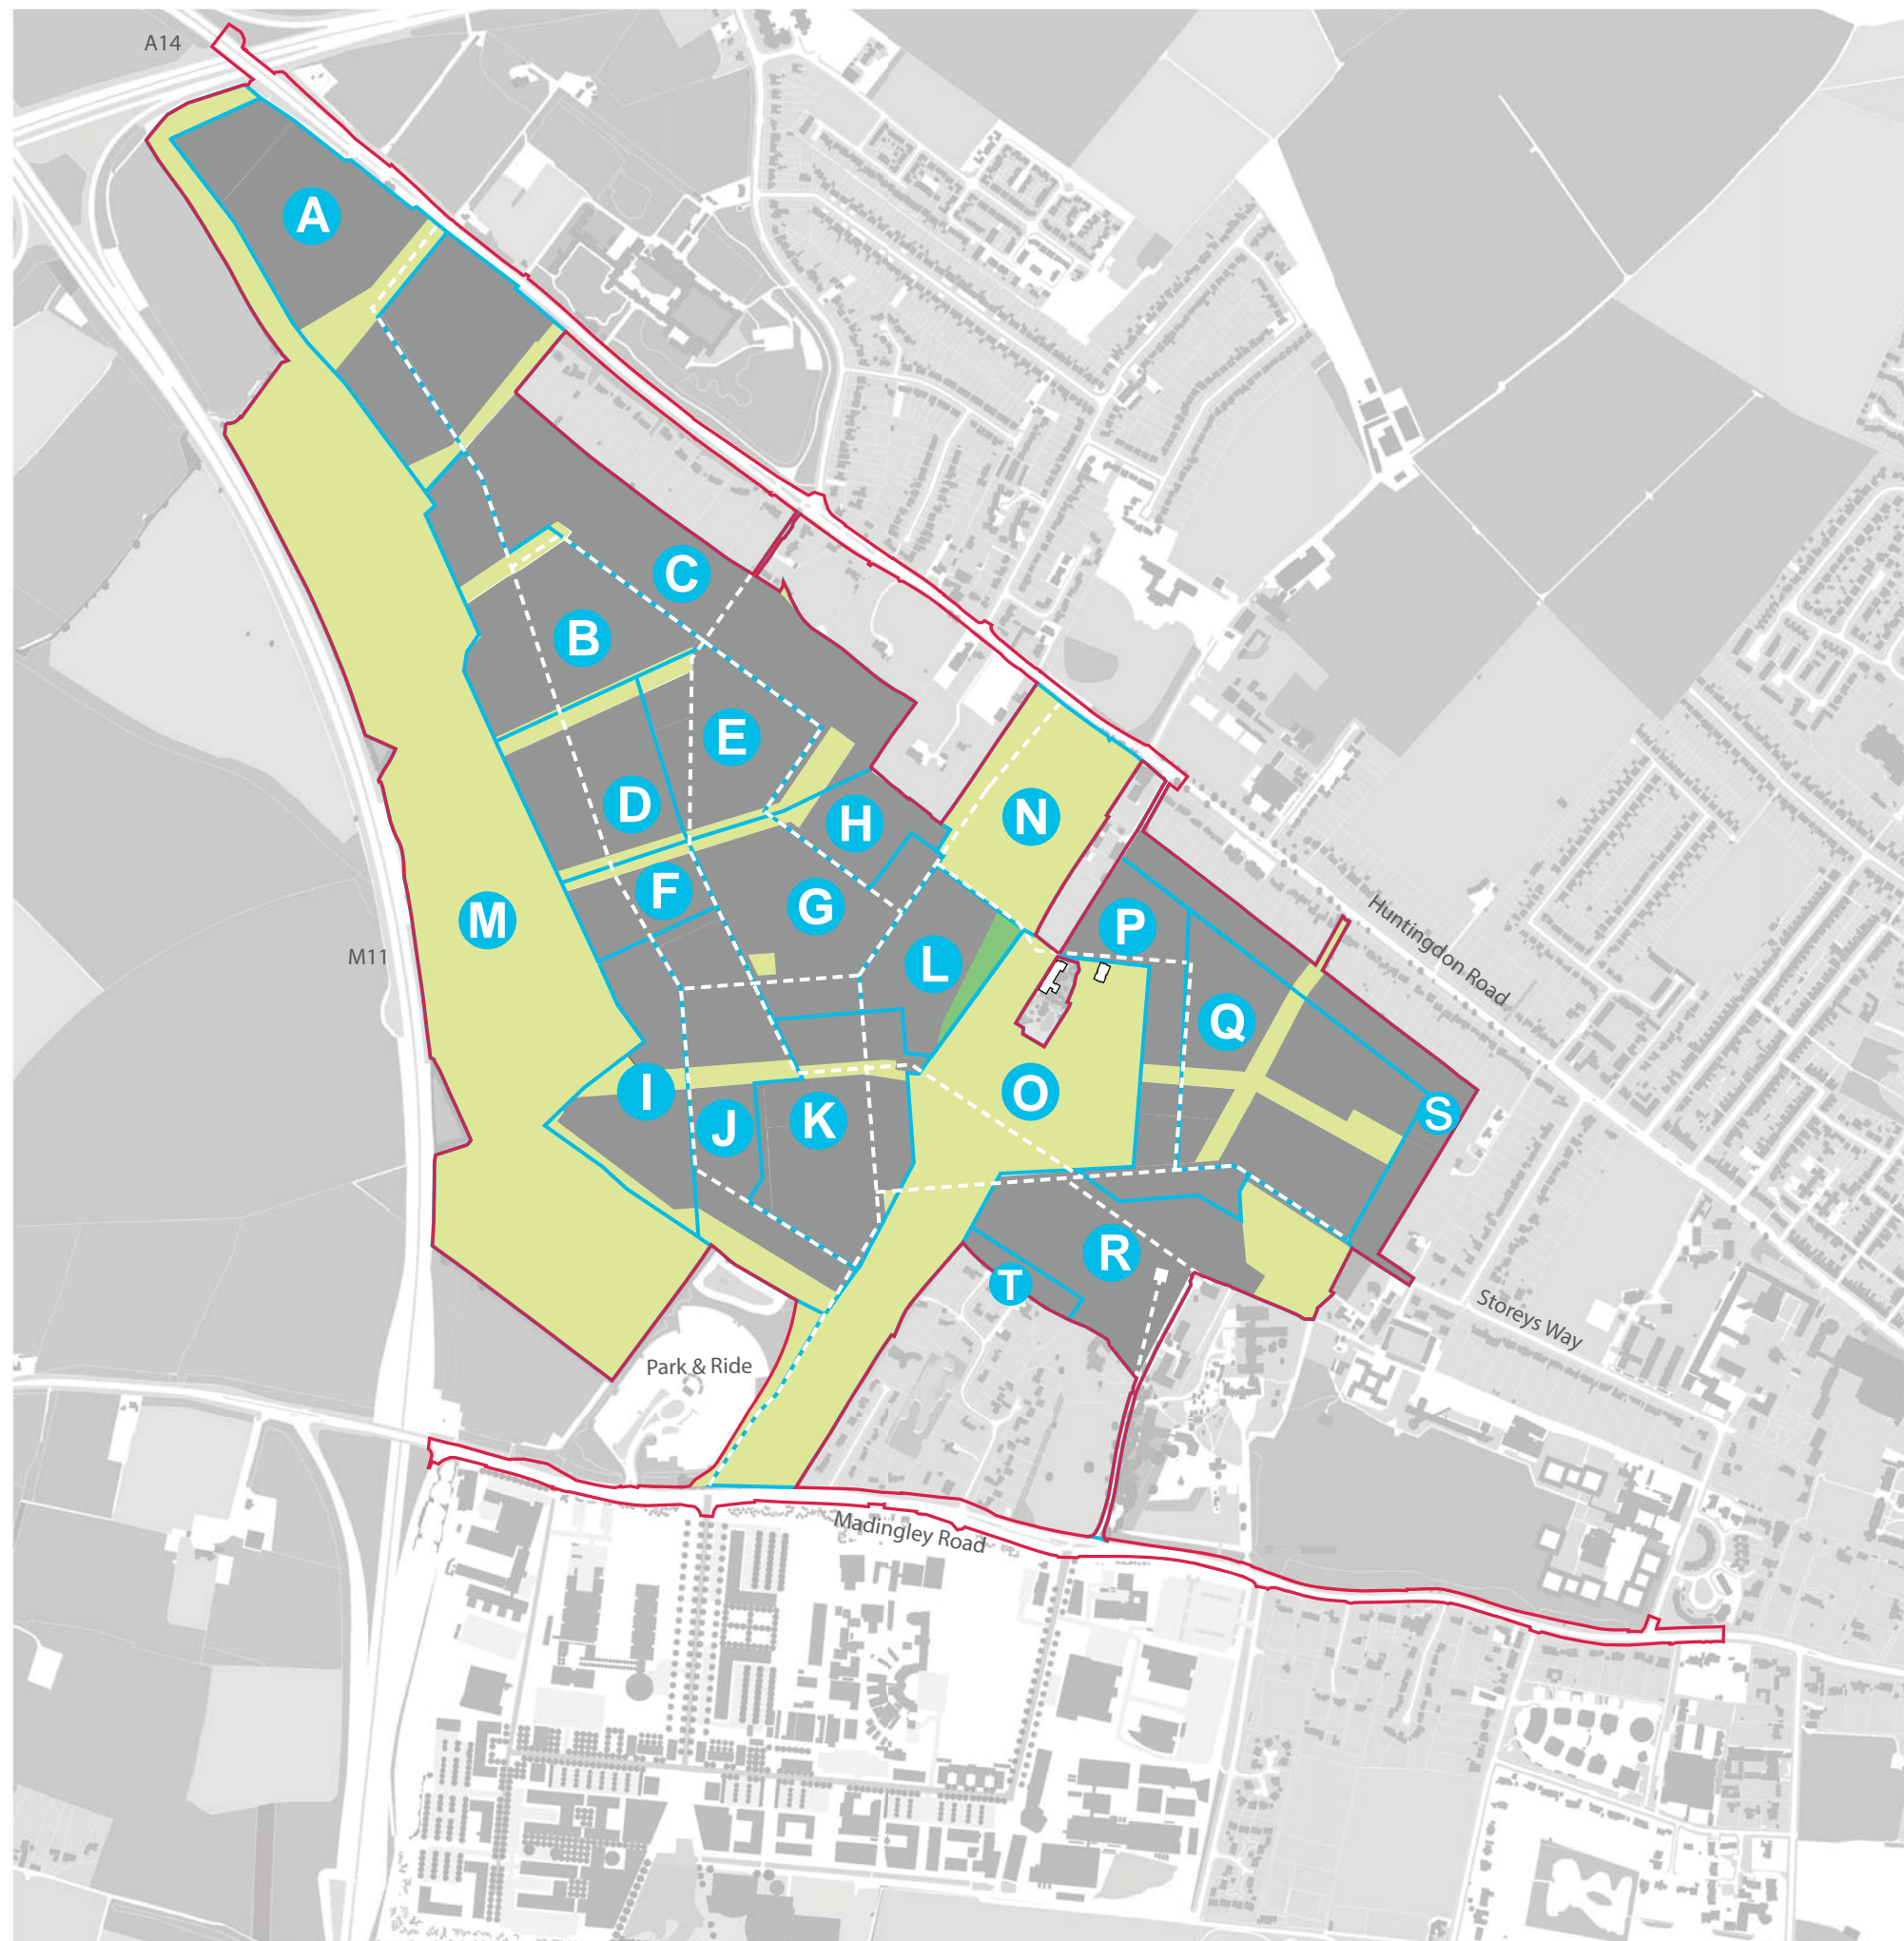 A14
A
C
B
E
D
H
N
F
G
M
P
L
Huntingdon Road
M11
Q
O
I
J
K
S
R
T
Storeys Way
Park & Ride
Madingley Road